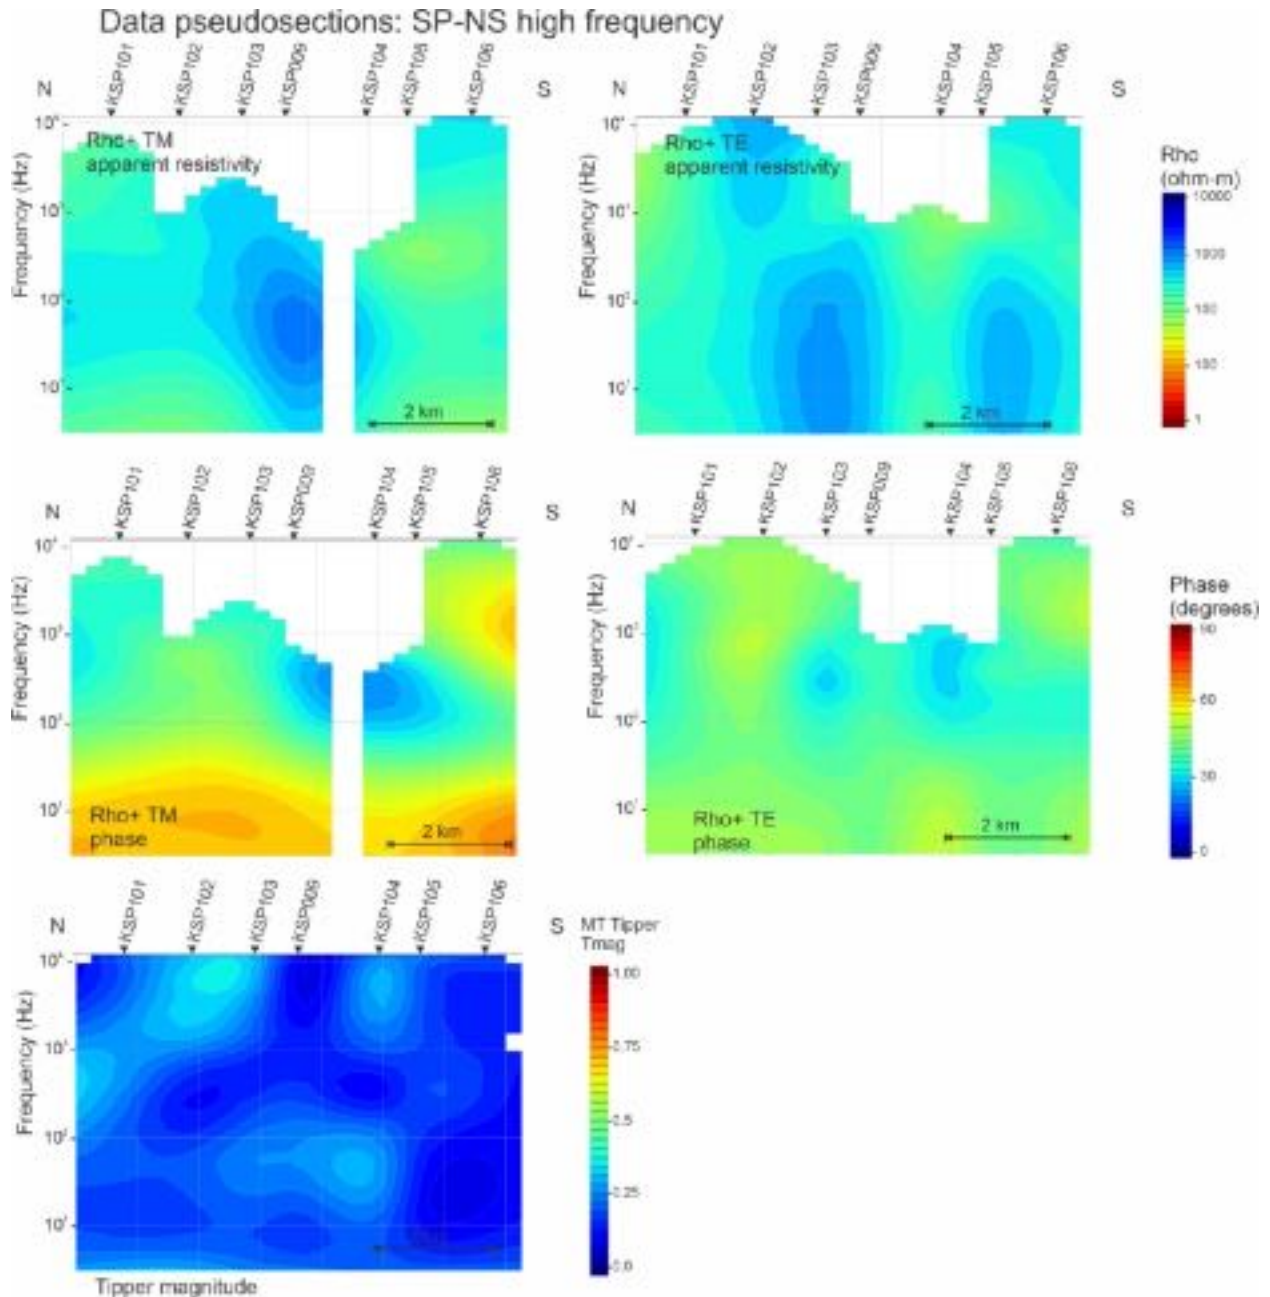 Data pseudosections: SP-NS high frequency
KSP101 KSP102 KSP103 KSP009 KSP104 KSP105 KSP106
N S
Rho+ TM
apparent resistivity
Frequency (Hz)
2 km
KSP101 KSP102 KSP103 KSP009 KSP104 KSP105 KSP106
N S
Rho+ TE
apparent resistivity
Frequency (Hz)
2 km
Rho
(ohm-m)
10000
1000
100
1
KSP101 KSP102 KSP103 KSP009 KSP104 KSP105 KSP106
N S
Frequency (Hz)
Rho+ TM
phase
2 km
KSP101 KSP102 KSP103 KSP009 KSP104 KSP105 KSP106
N S
Frequency (Hz)
Rho+ TE
phase
2 km
Phase
(degrees)
90
60
30
0
KSP101 KSP102 KSP103 KSP009 KSP104 KSP105 KSP106
N S
Frequency (Hz)
MT Tipper
Tmag
1.00
0.75
0.5
0.25
0.0
Tipper magnitude